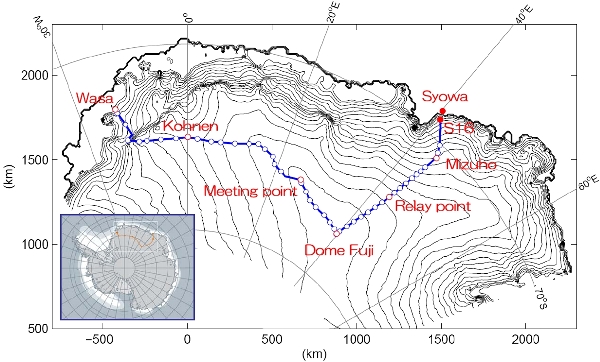 30°W
0°
20°E
40°E
2000
Syowa
Wasa
S16
Kohnen
1500
Mizuho
(km)
Meeting point
60°E
Relay point
1000
Dome Fuji
70°S
500
−500
0
500
1000
1500
2000
(km)